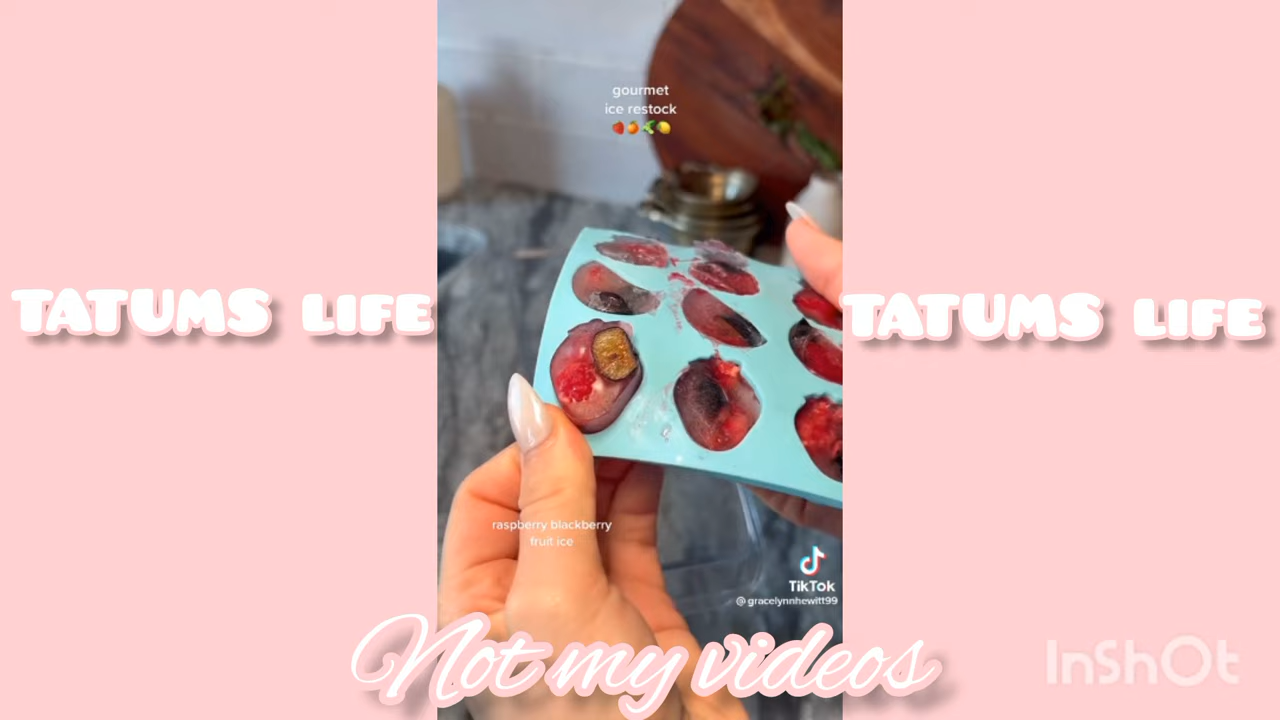 gourmet
ice restock
🍓🍊🌿🍋
TATUMS LIFE
TATUMS LIFE
raspberry blackberry
fruit ice
TikTok
@gracelynnhewitt99
Not my videos
InShOt